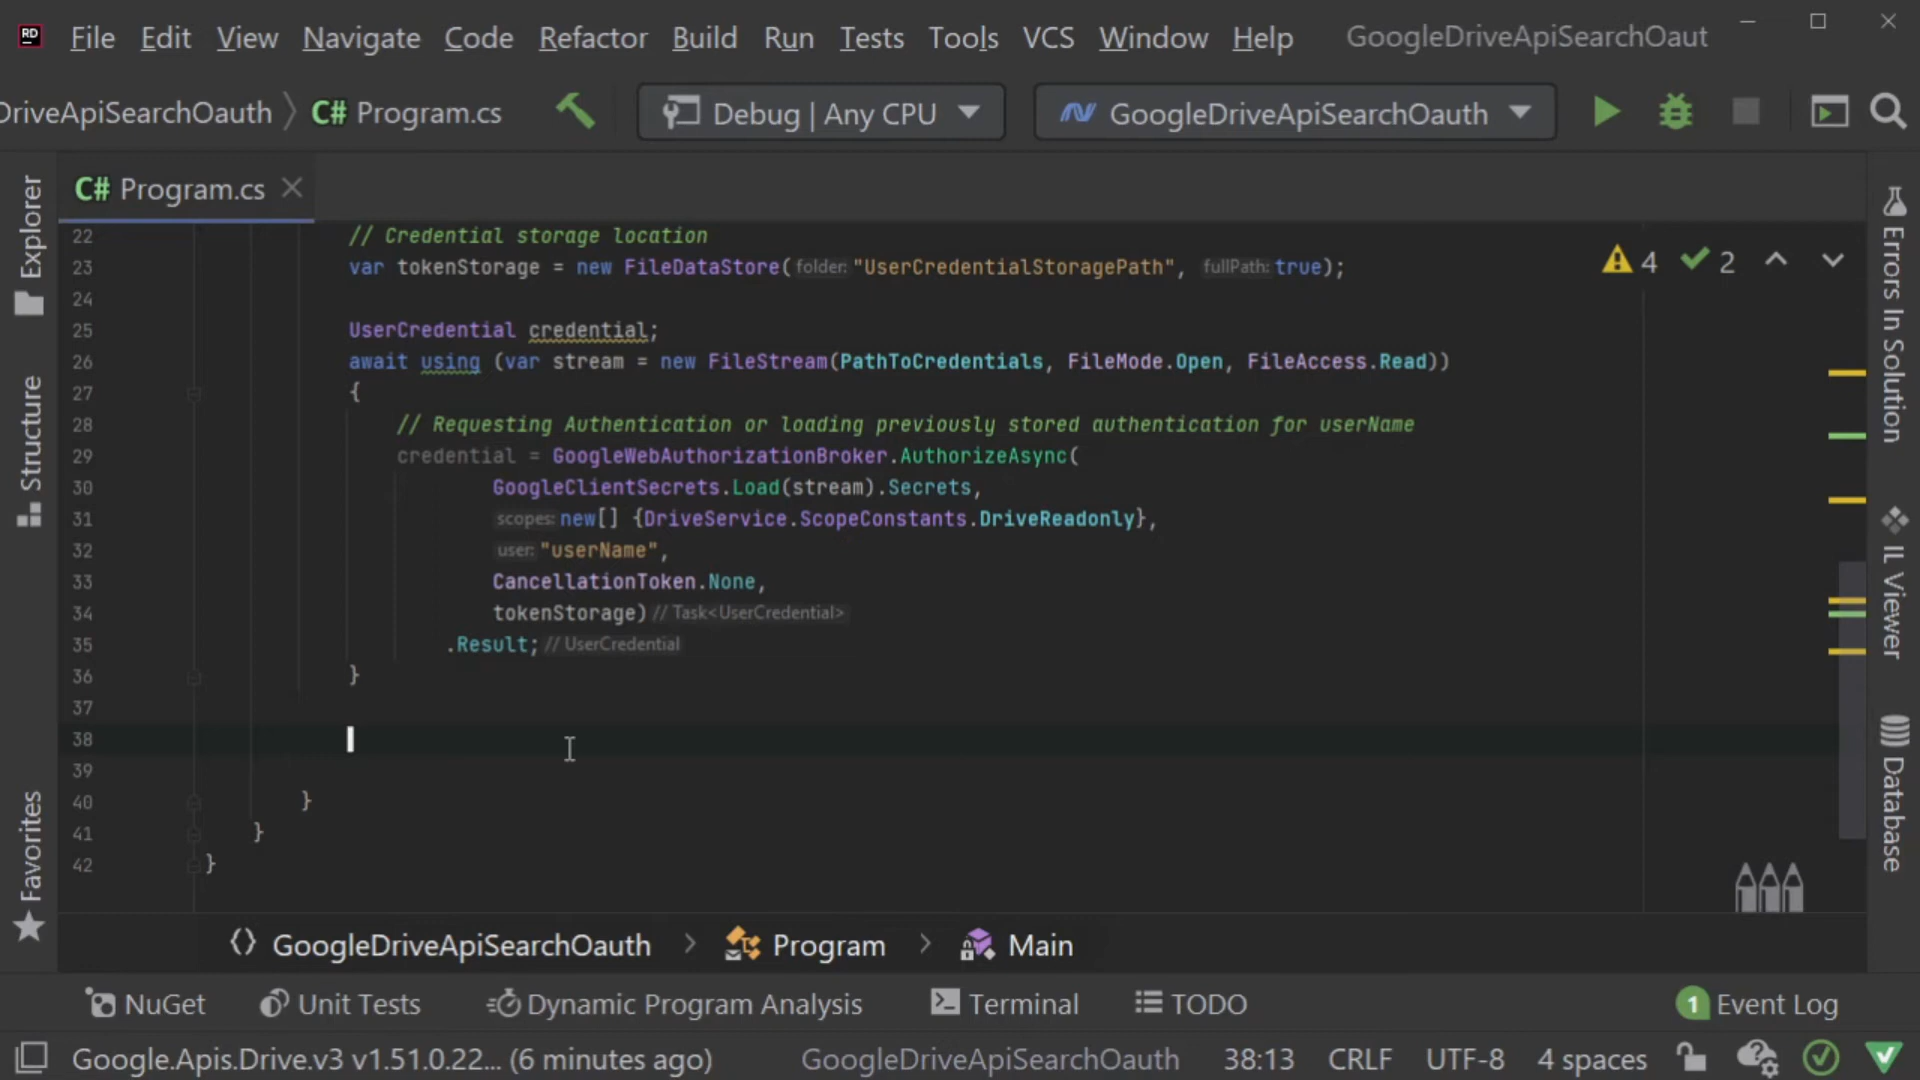 RD File Edit View Navigate Code Refactor Build Run Tests Tools VCS Window Help GoogleDriveApiSearchOaut
DriveApiSearchOauth 〉 C# Program.cs Debug | Any CPU GoogleDriveApiSearchOauth
C# Program.cs
22 // Credential storage location
23 var tokenStorage = new FileDataStore( folder: "UserCredentialStoragePath", fullPath: true);
4 2
24
25 UserCredential credential;
26 await using (var stream = new FileStream(PathToCredentials, FileMode.Open, FileAccess.Read))
27 {
28 // Requesting Authentication or loading previously stored authentication for userName
29 credential = GoogleWebAuthorizationBroker.AuthorizeAsync(
30 GoogleClientSecrets.Load(stream).Secrets,
31 scopes: new[] {DriveService.ScopeConstants.DriveReadonly},
32 user: "userName",
33 CancellationToken.None,
34 tokenStorage) // Task<UserCredential>
35 .Result; // UserCredential
36 }
37
38
39
40 }
41 }
42 }
Explorer
Structure
Favorites
Errors In Solution
IL Viewer
Database
GoogleDriveApiSearchOauth > Program > Main
NuGet Unit Tests Dynamic Program Analysis Terminal TODO 1 Event Log
Google.Apis.Drive.v3 v1.51.0.22... (6 minutes ago) GoogleDriveApiSearchOauth 38:13 CRLF UTF-8 4 spaces